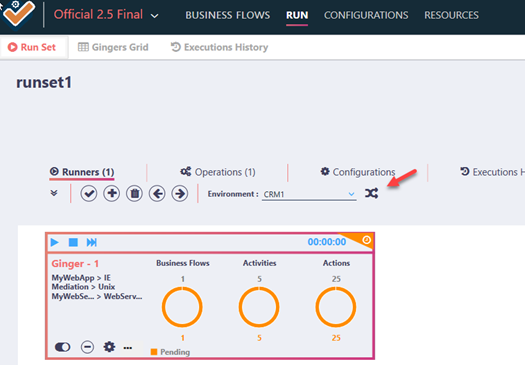 Official 2.5 Final BUSINESS FLOWS RUN CONFIGURATIONS RESOURCES
Run Set Gingers Grid Executions History
runset1
Runners (1) Operations (1) Configurations Executions H
Environment : CRM1
00:00:00
Ginger - 1 Business Flows Activities Actions
MyWebApp > IE 1 5 25
Mediation > Unix
MyWebSe... > WebServ...
1 5 25
Pending